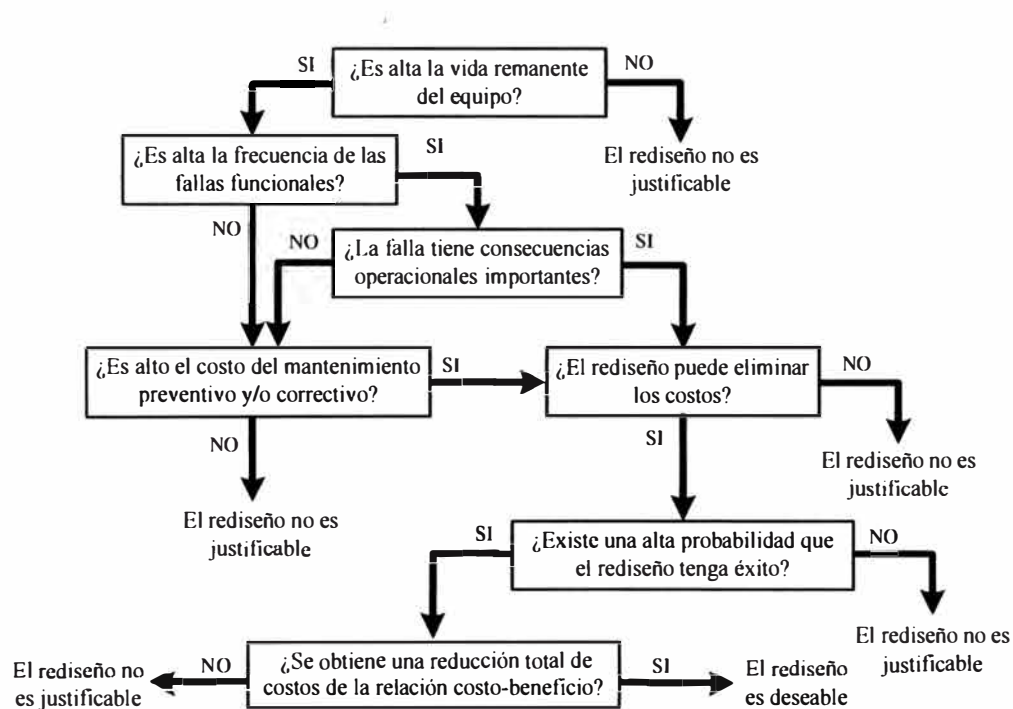 SI
¿Es alta la vida remanente
del equipo?
NO
¿Es alta la frecuencia de las
fallas funcionales?
SI
El rediseño no es
justificable
NO
NO
¿La falla tiene consecuencias
operacionales importantes?
SI
¿Es alto el costo del mantenimiento
preventivo y/o correctivo?
SI
¿El rediseño puede eliminar
los costos?
NO
NO
SI
El rediseño no es
justificable
El rediseño no es
justificable
SI
¿Existe una alta probabilidad que
el rediseño tenga éxito?
NO
El rediseño no es
justificable
El rediseño no
es justificable
NO
¿Se obtiene una reducción total de
costos de la relación costo-beneficio?
SI
El rediseño
es deseable